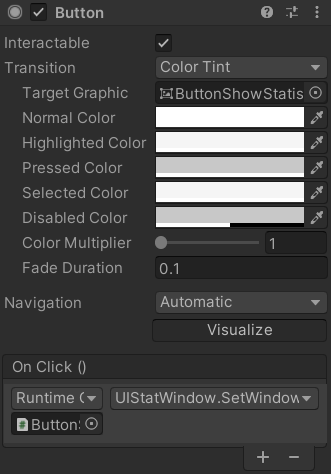 Button
Interactable
Transition Color Tint
Target Graphic ButtonShowStatis
Normal Color
Highlighted Color
Pressed Color
Selected Color
Disabled Color
Color Multiplier 1
Fade Duration 0.1
Navigation Automatic
Visualize
On Click ()
Runtime UIStatWindow.SetWindow
Button